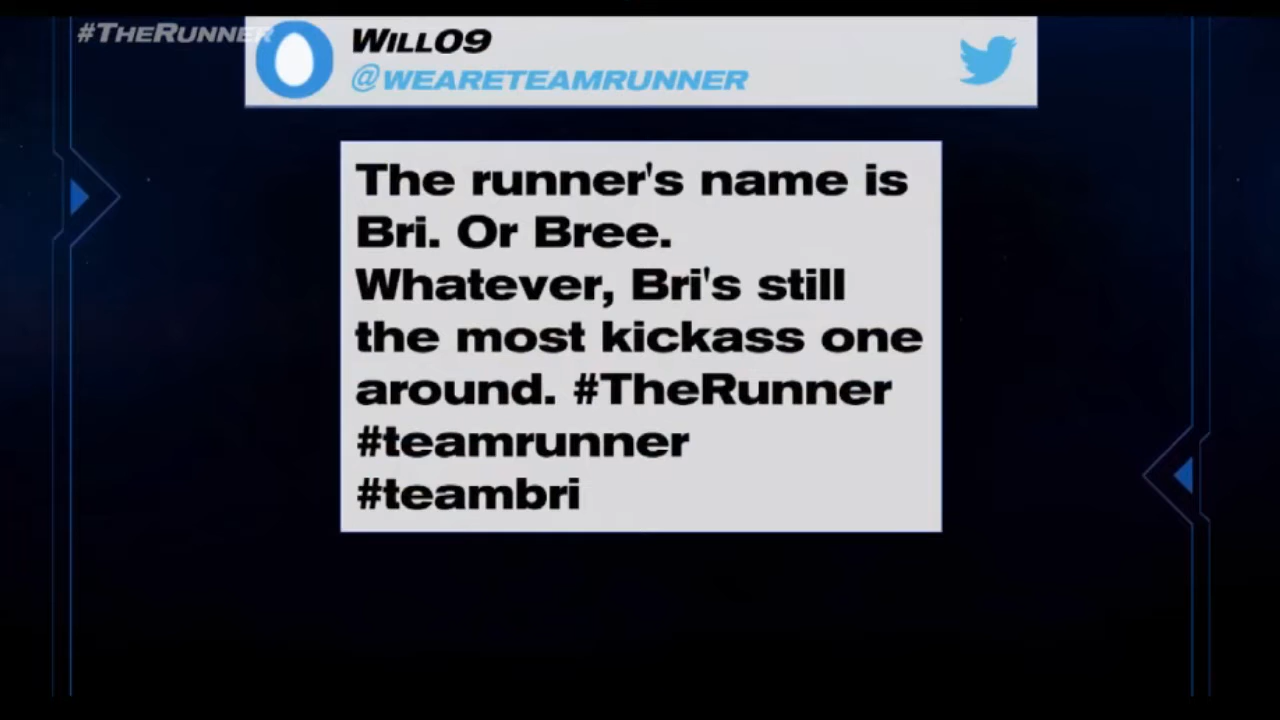 #TheRunner
Will09
@weareteamrunner
The runner's name is
Bri. Or Bree.
Whatever, Bri's still
the most kickass one
around. #TheRunner
#teamrunner
#teambri